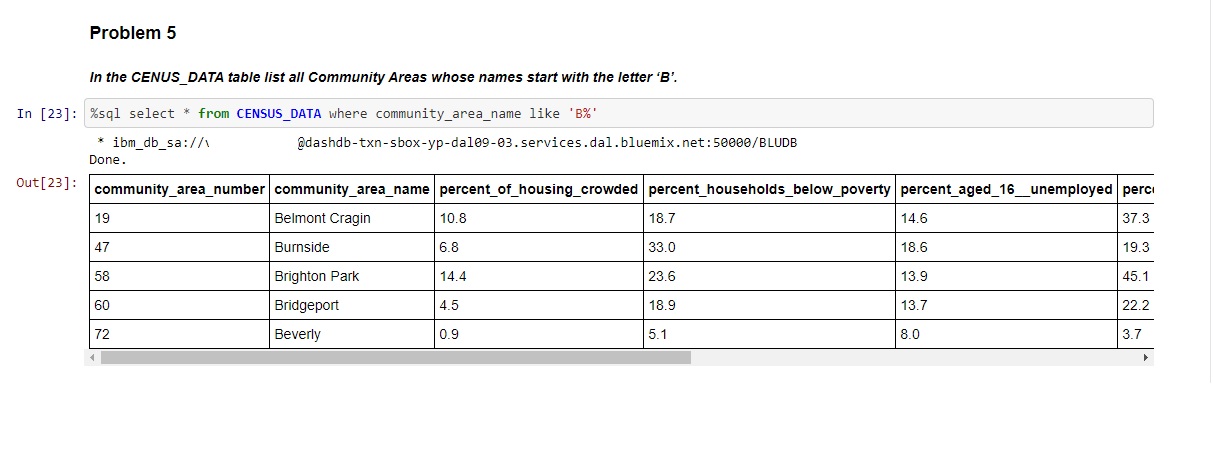 Problem 5
In the CENUS_DATA table list all Community Areas whose names start with the letter ‘B’.
In [23]: %sql select * from CENSUS_DATA where community_area_name like 'B%'
* ibm_db_sa://\ @dashdb-txn-sbox-yp-dal09-03.services.dal.bluemix.net:50000/BLUDB
Done.
Out[23]: community_area_number community_area_name percent_of_housing_crowded percent_households_below_poverty percent_aged_16__unemployed perc
19 Belmont Cragin 10.8 18.7 14.6 37.3
47 Burnside 6.8 33.0 18.6 19.3
58 Brighton Park 14.4 23.6 13.9 45.1
60 Bridgeport 4.5 18.9 13.7 22.2
72 Beverly 0.9 5.1 8.0 3.7